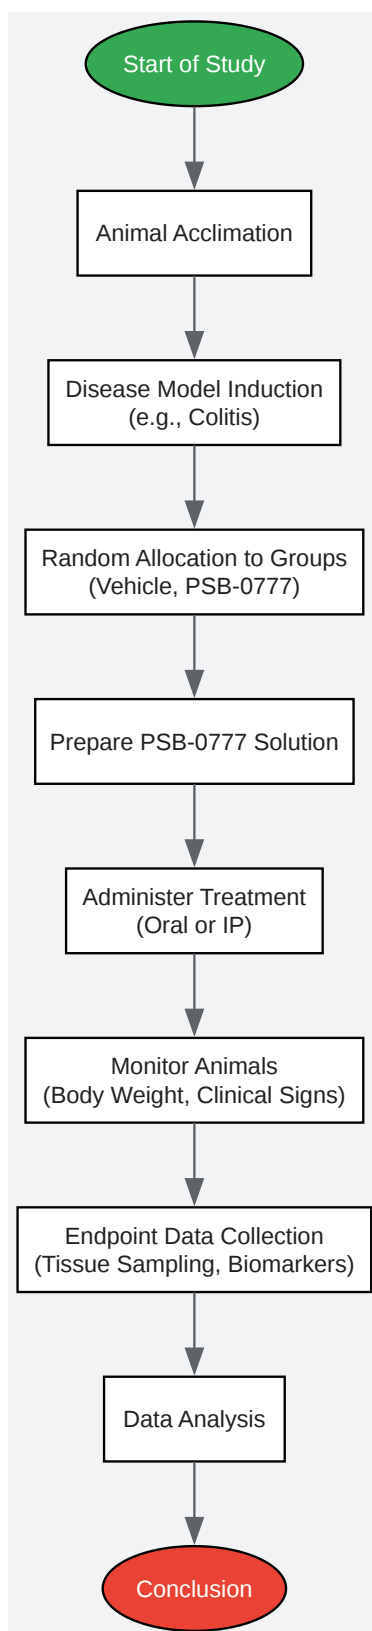 Start of Study
Animal Acclimation
Disease Model Induction
(e.g., Colitis)
Random Allocation to Groups
(Vehicle, PSB-0777)
Prepare PSB-0777 Solution
Administer Treatment
(Oral or IP)
Monitor Animals
(Body Weight, Clinical Signs)
Endpoint Data Collection
(Tissue Sampling, Biomarkers)
Data Analysis
Conclusion